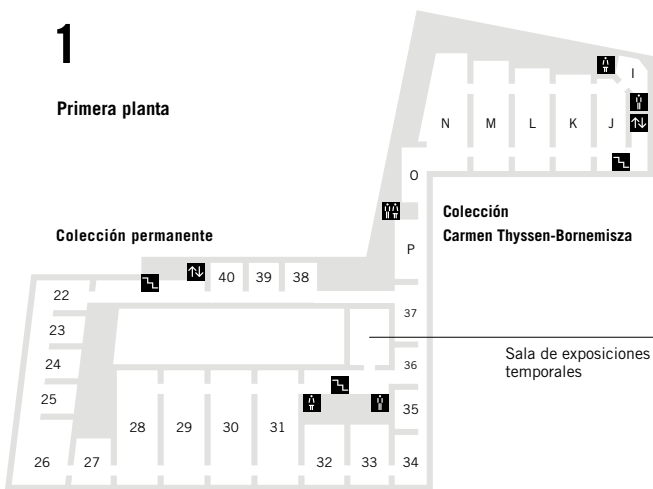 1
Primera planta
I
N
M
L
K
J
O
Colección
Carmen Thyssen-Bornemisza
Colección permanente
P
40
39
38
22
37
23
Sala de exposiciones
temporales
24
36
25
35
28
29
30
31
26
27
32
33
34